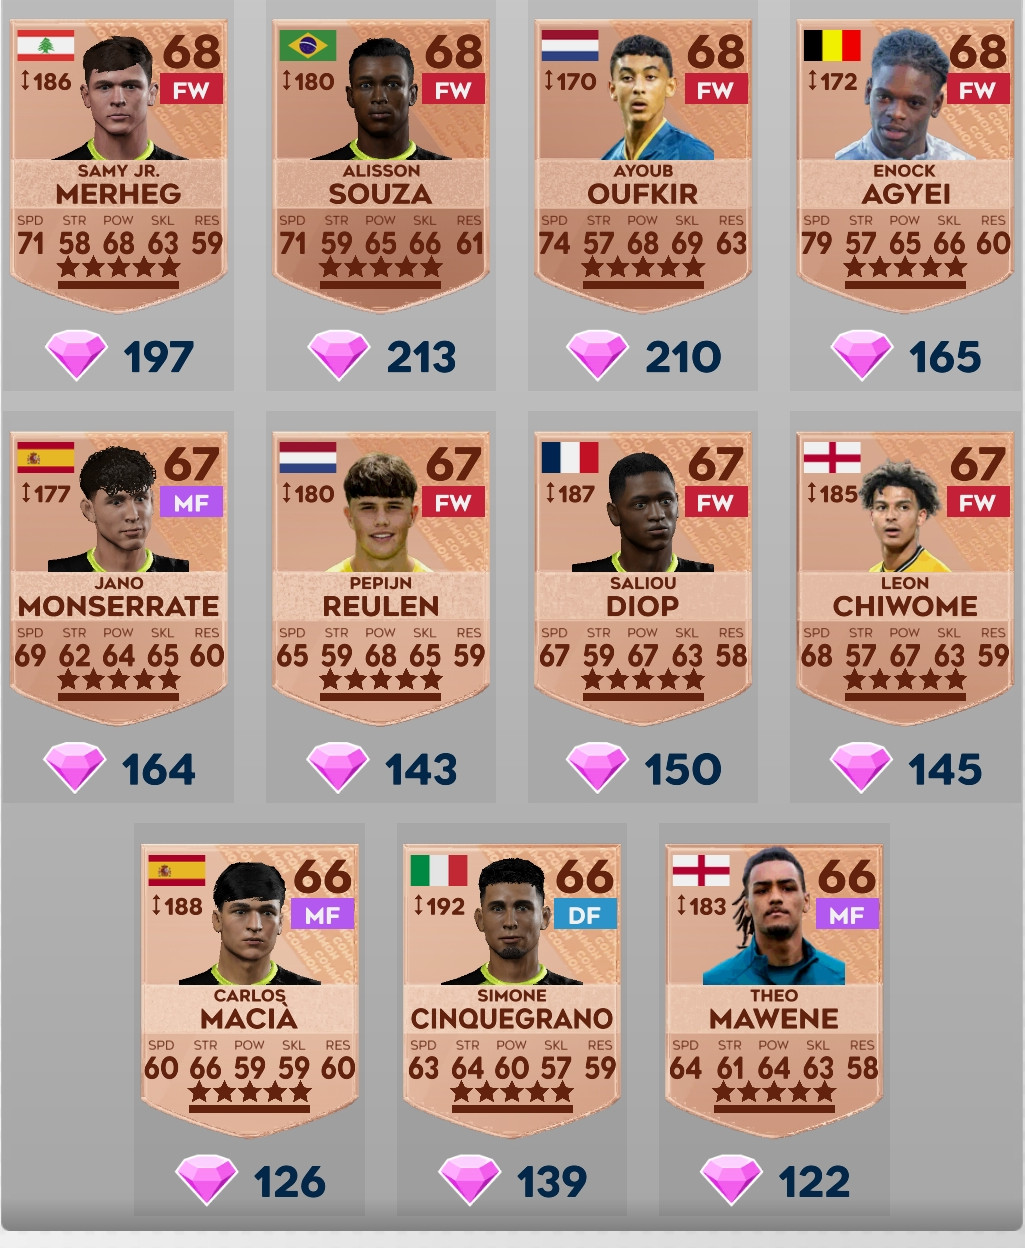 68
↕186
FW
SAMY JR.
MERHEG
SPD STR POW SKL RES
71 58 68 63 59
197
68
↕180
FW
ALISSON
SOUZA
SPD STR POW SKL RES
71 59 65 66 61
213
68
↕170
FW
AYOUB
OUFKIR
SPD STR POW SKL RES
74 57 68 69 63
210
68
↕172
FW
ENOCK
AGYEI
SPD STR POW SKL RES
79 57 65 66 60
165
67
↕177
MF
JANO
MONSERRATE
SPD STR POW SKL RES
69 62 64 65 60
164
67
↕180
FW
PEPIJN
REULEN
SPD STR POW SKL RES
65 59 68 65 59
143
67
↕187
FW
SALIOU
DIOP
SPD STR POW SKL RES
67 59 67 63 58
150
67
↕185
FW
LEON
CHIWOME
SPD STR POW SKL RES
68 57 67 63 59
145
66
↕188
MF
CARLOS
MACIÀ
SPD STR POW SKL RES
60 66 59 59 60
126
66
↕192
DF
SIMONE
CINQUEGRANO
SPD STR POW SKL RES
63 64 60 57 59
139
66
↕183
MF
THEO
MAWENE
SPD STR POW SKL RES
64 61 64 63 58
122